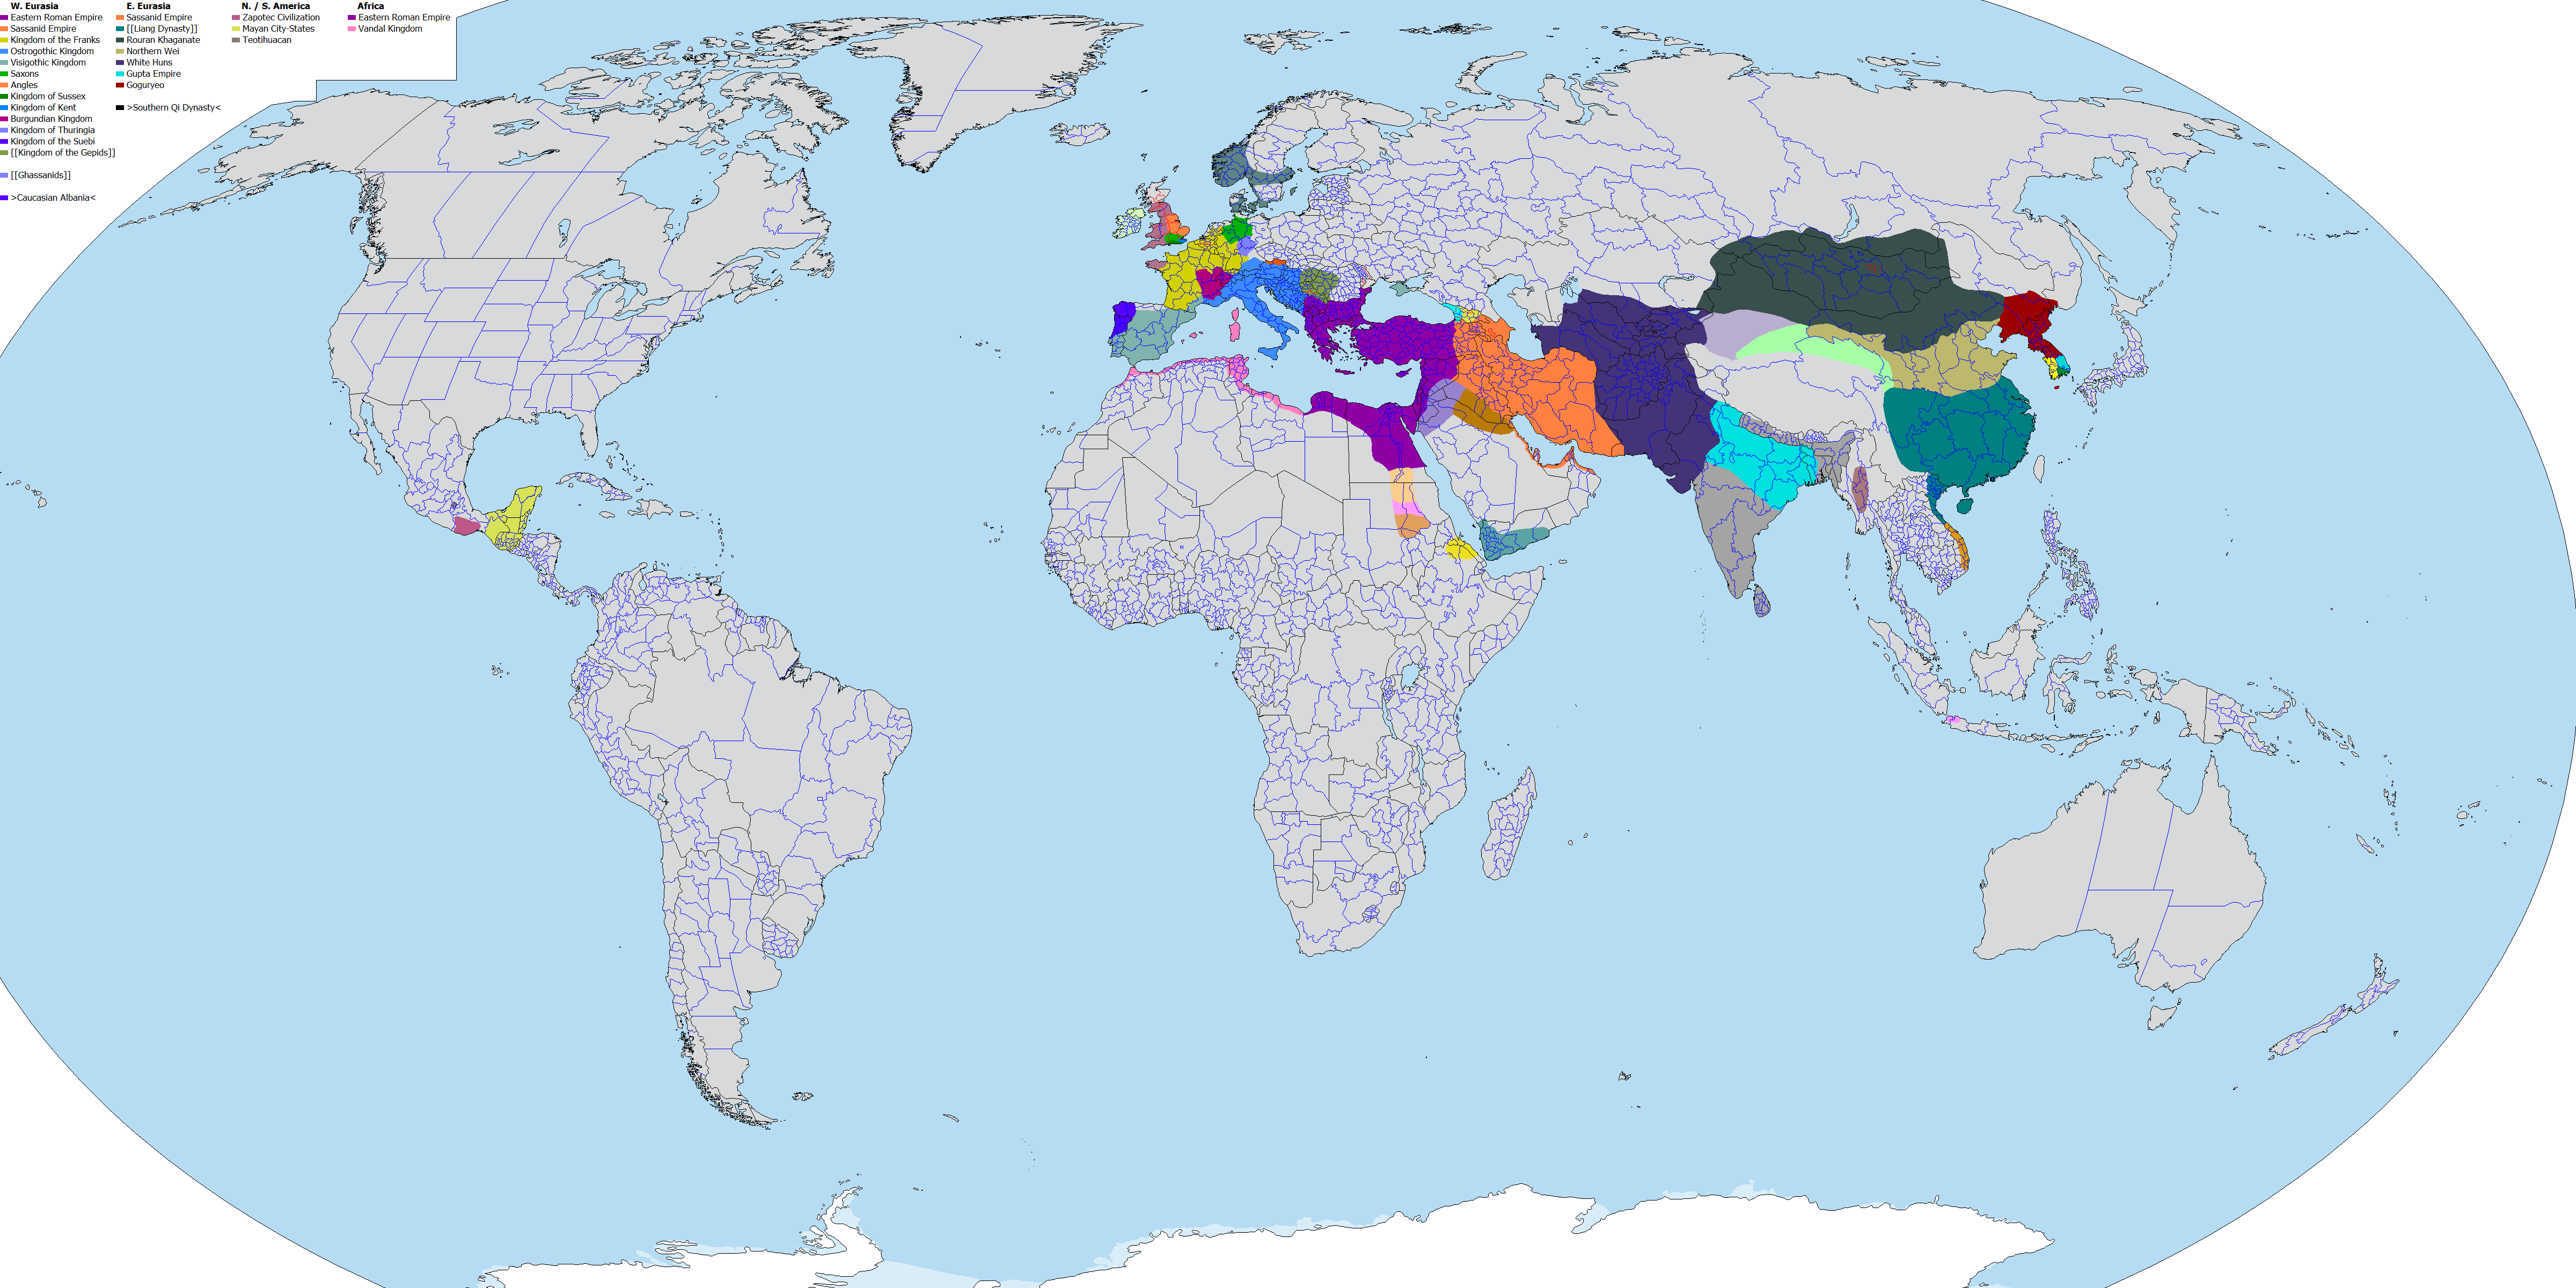 W. Eurasia
Eastern Roman Empire
Sassanid Empire
Kingdom of the Franks
Ostrogothic Kingdom
Visigothic Kingdom
Saxons
Angles
Kingdom of Sussex
Kingdom of Kent
Burgundian Kingdom
Kingdom of Thuringia
Kingdom of the Suebi
[[Kingdom of the Gepids]]
[[Ghassanids]]
>Caucasian Albania<
E. Eurasia
Sassanid Empire
[[Liang Dynasty]]
Rouran Khaganate
Northern Wei
White Huns
Gupta Empire
Goguryeo
>Southern Qi Dynasty<
N. / S. America
Zapotec Civilization
Mayan City-States
Teotihuacan
Africa
Eastern Roman Empire
Vandal Kingdom